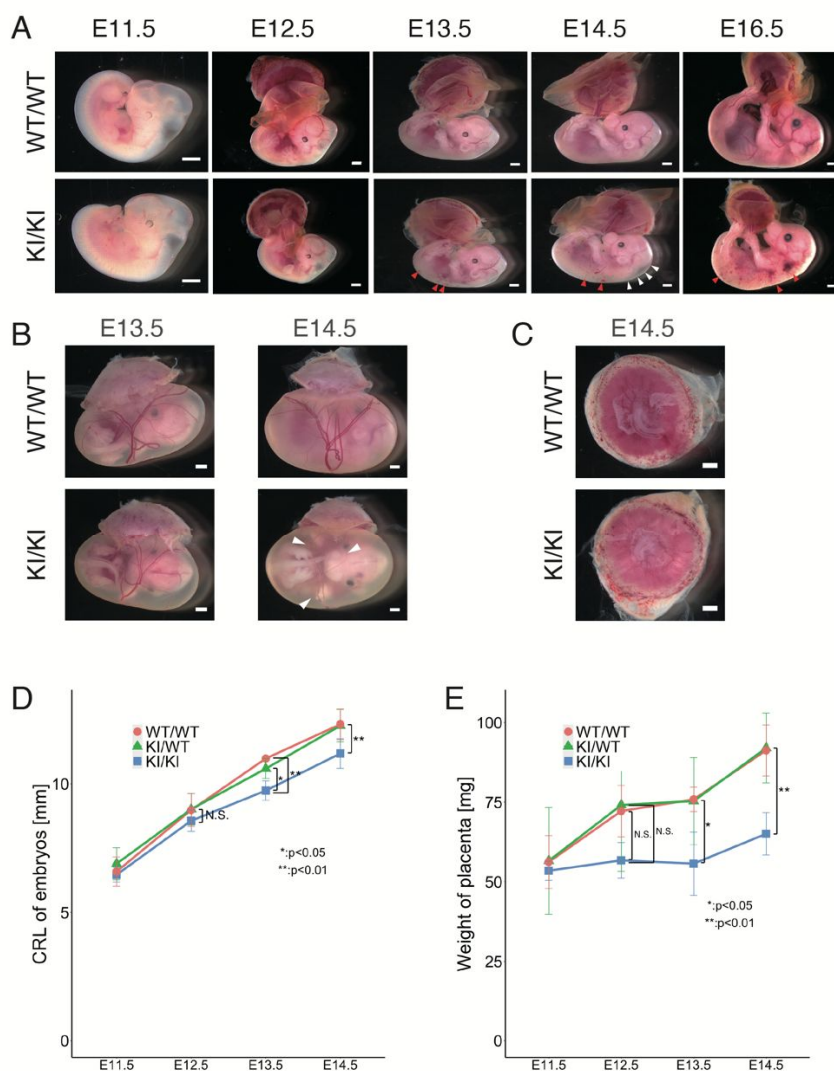 A
E11.5 E12.5 E13.5 E14.5 E16.5
WT/WT
KI/KI
B
E13.5 E14.5
WT/WT
KI/KI
C
E14.5
WT/WT
KI/KI
D
CRL of embryos [mm]
10
5
0
WT/WT
KI/WT
KI/KI
N.S.
*
**
**
*:p<0.05
**:p<0.01
E11.5 E12.5 E13.5 E14.5
E
Weight of placenta [mg]
100
75
50
25
0
WT/WT
KI/WT
KI/KI
N.S.
N.S.
*
**
*:p<0.05
**:p<0.01
E11.5 E12.5 E13.5 E14.5